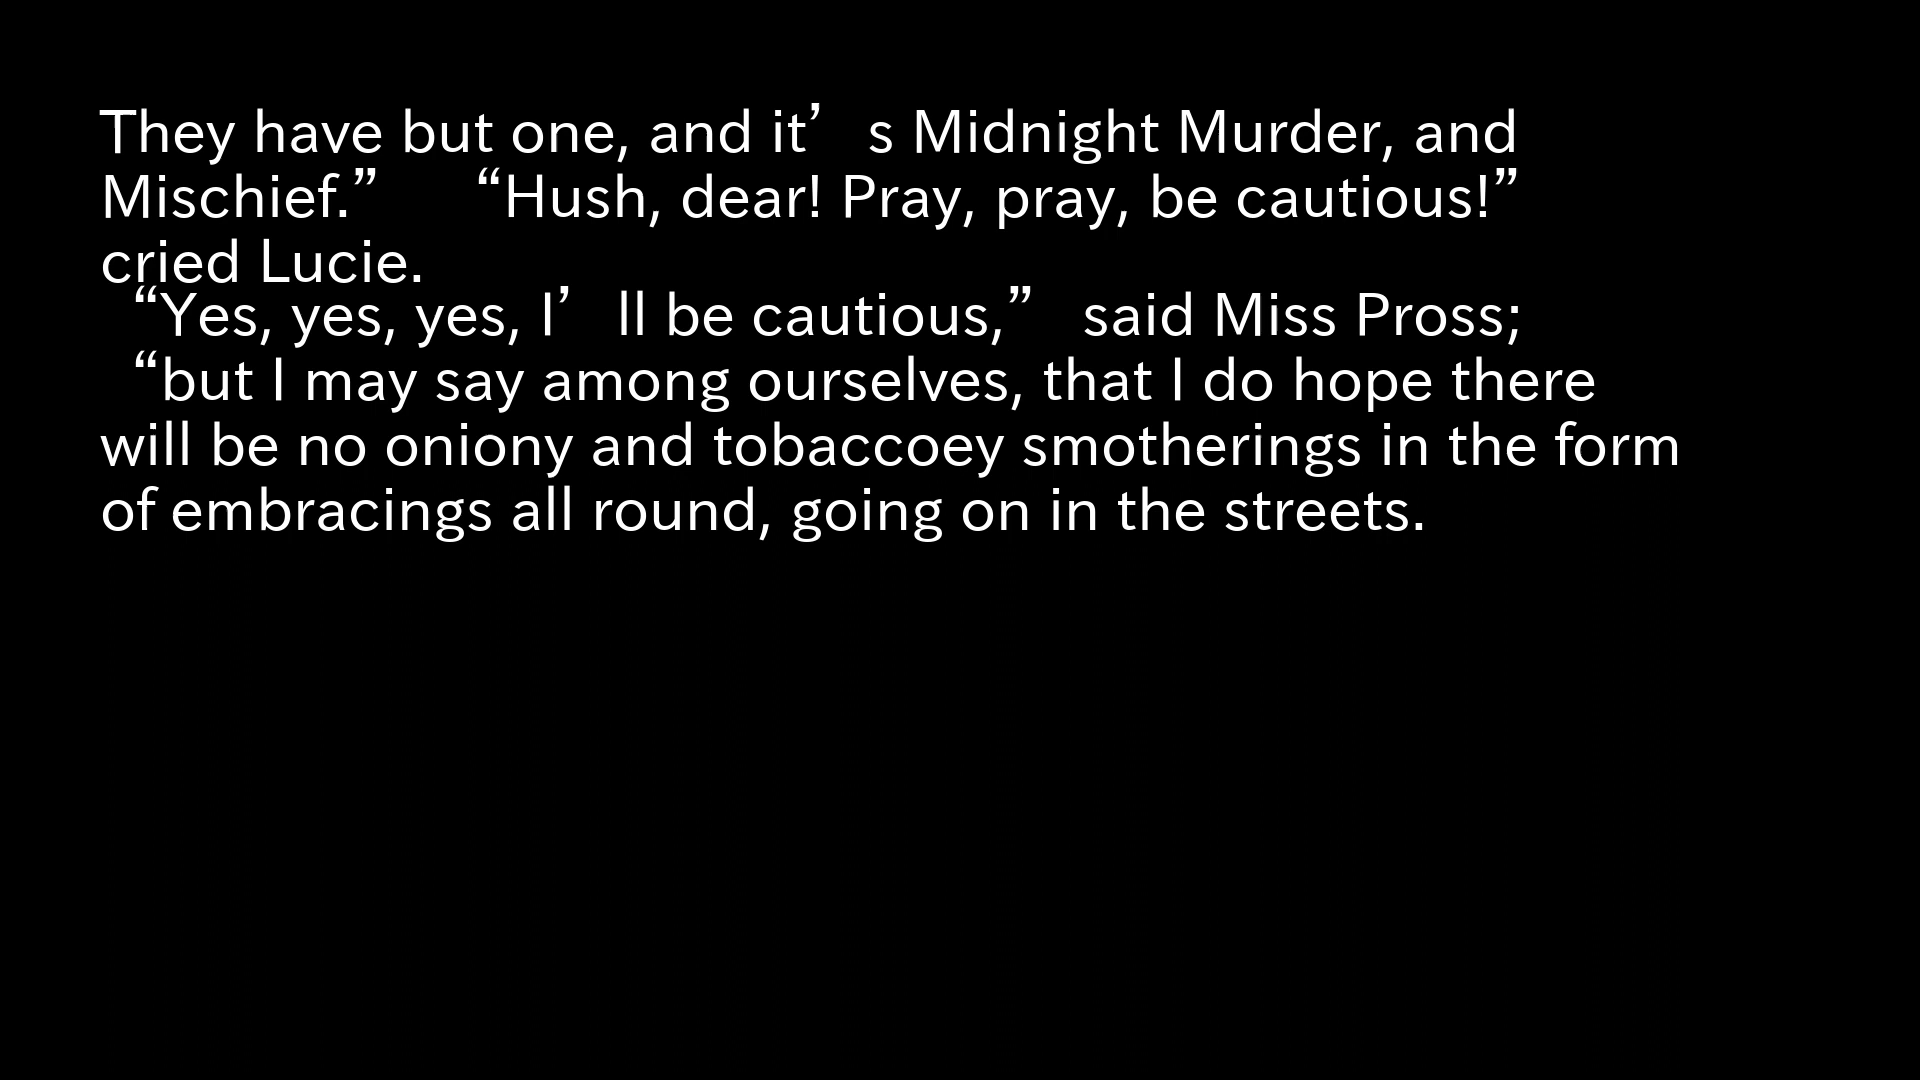 They have but one, and it’s Midnight Murder, and
Mischief.” “Hush, dear! Pray, pray, be cautious!”
cried Lucie.
“Yes, yes, yes, I’ll be cautious,” said Miss Pross;
“but I may say among ourselves, that I do hope there
will be no oniony and tobaccoey smotherings in the form
of embracings all round, going on in the streets.